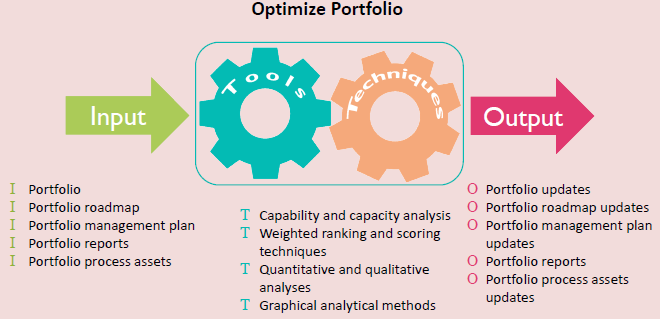 Optimize Portfolio
Input
Tools
Techniques
Output
I Portfolio
I Portfolio roadmap
I Portfolio management plan
I Portfolio reports
I Portfolio process assets
T Capability and capacity analysis
T Weighted ranking and scoring
techniques
T Quantitative and qualitative
analyses
T Graphical analytical methods
O Portfolio updates
O Portfolio roadmap updates
O Portfolio management plan
updates
O Portfolio reports
O Portfolio process assets
updates